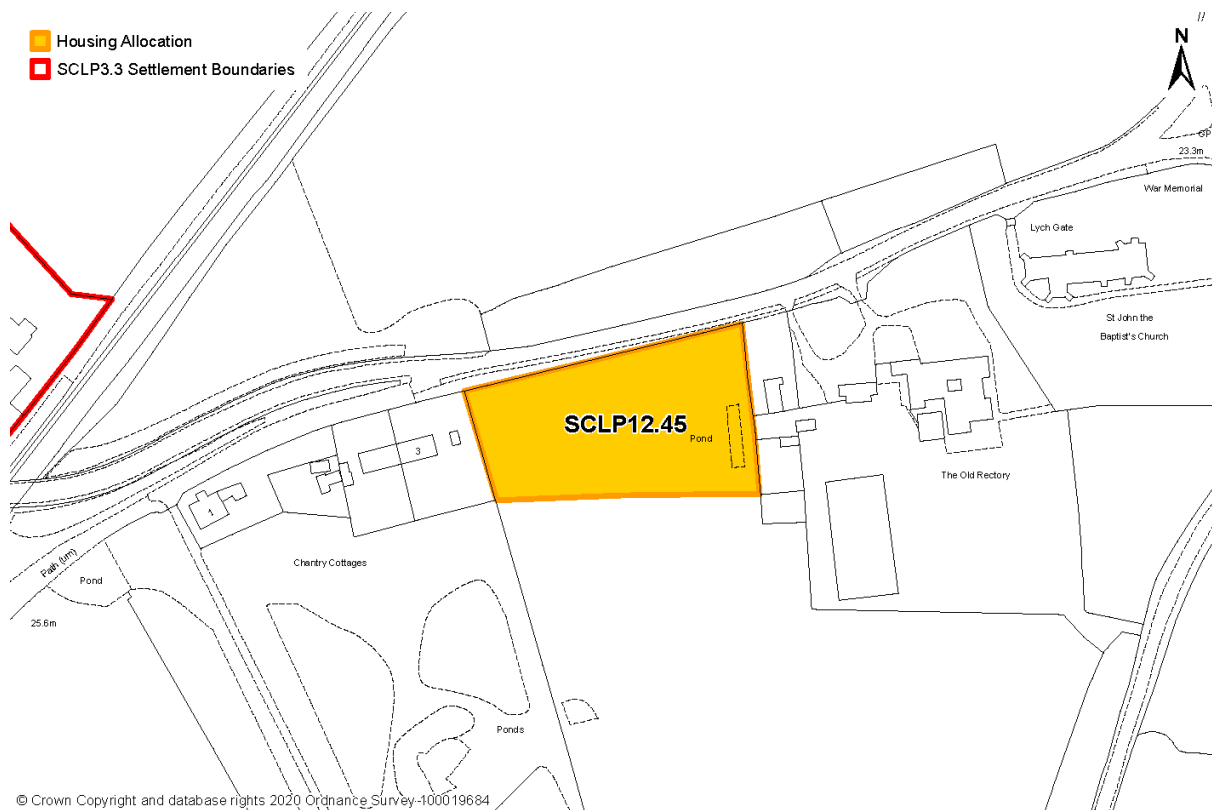 Housing Allocation
SCLP3.3 Settlement Boundaries
//
N
GP
23.3m
War Memorial
Lych Gate
St John the
Baptist's Church
SCLP12.45
Pond
3
The Old Rectory
1
Chantry Cottages
Path (um)
Pond
25.6m
Ponds
© Crown Copyright and database rights 2020 Ordnance Survey 100019684